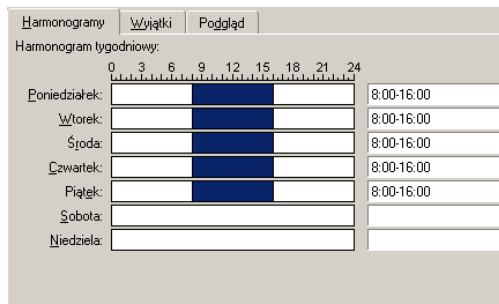 Harmonogramy Wyjątki Podgląd
Harmonogram tygodniowy:
0 3 6 9 12 15 18 21 24
Poniedziałek: 8:00-16:00
Wtorek: 8:00-16:00
Środa: 8:00-16:00
Czwartek: 8:00-16:00
Piątek: 8:00-16:00
Sobota:
Niedziela: